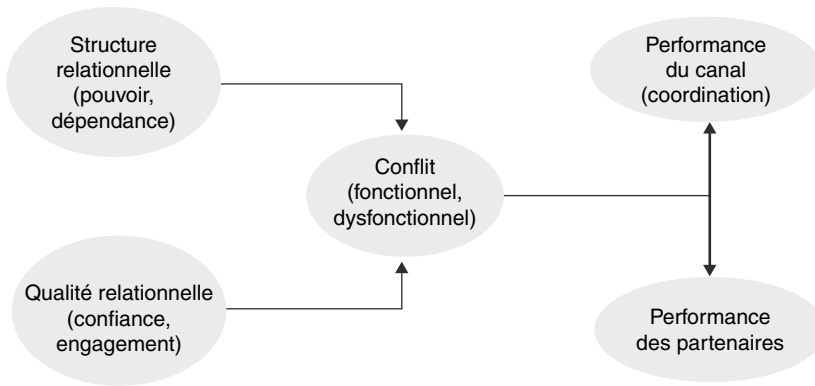 Structure
relationnelle
(pouvoir,
dépendance)
Qualité relationnelle
(confiance,
engagement)
Conflit
(fonctionnel,
dysfonctionnel)
Performance
du canal
(coordination)
Performance
des partenaires